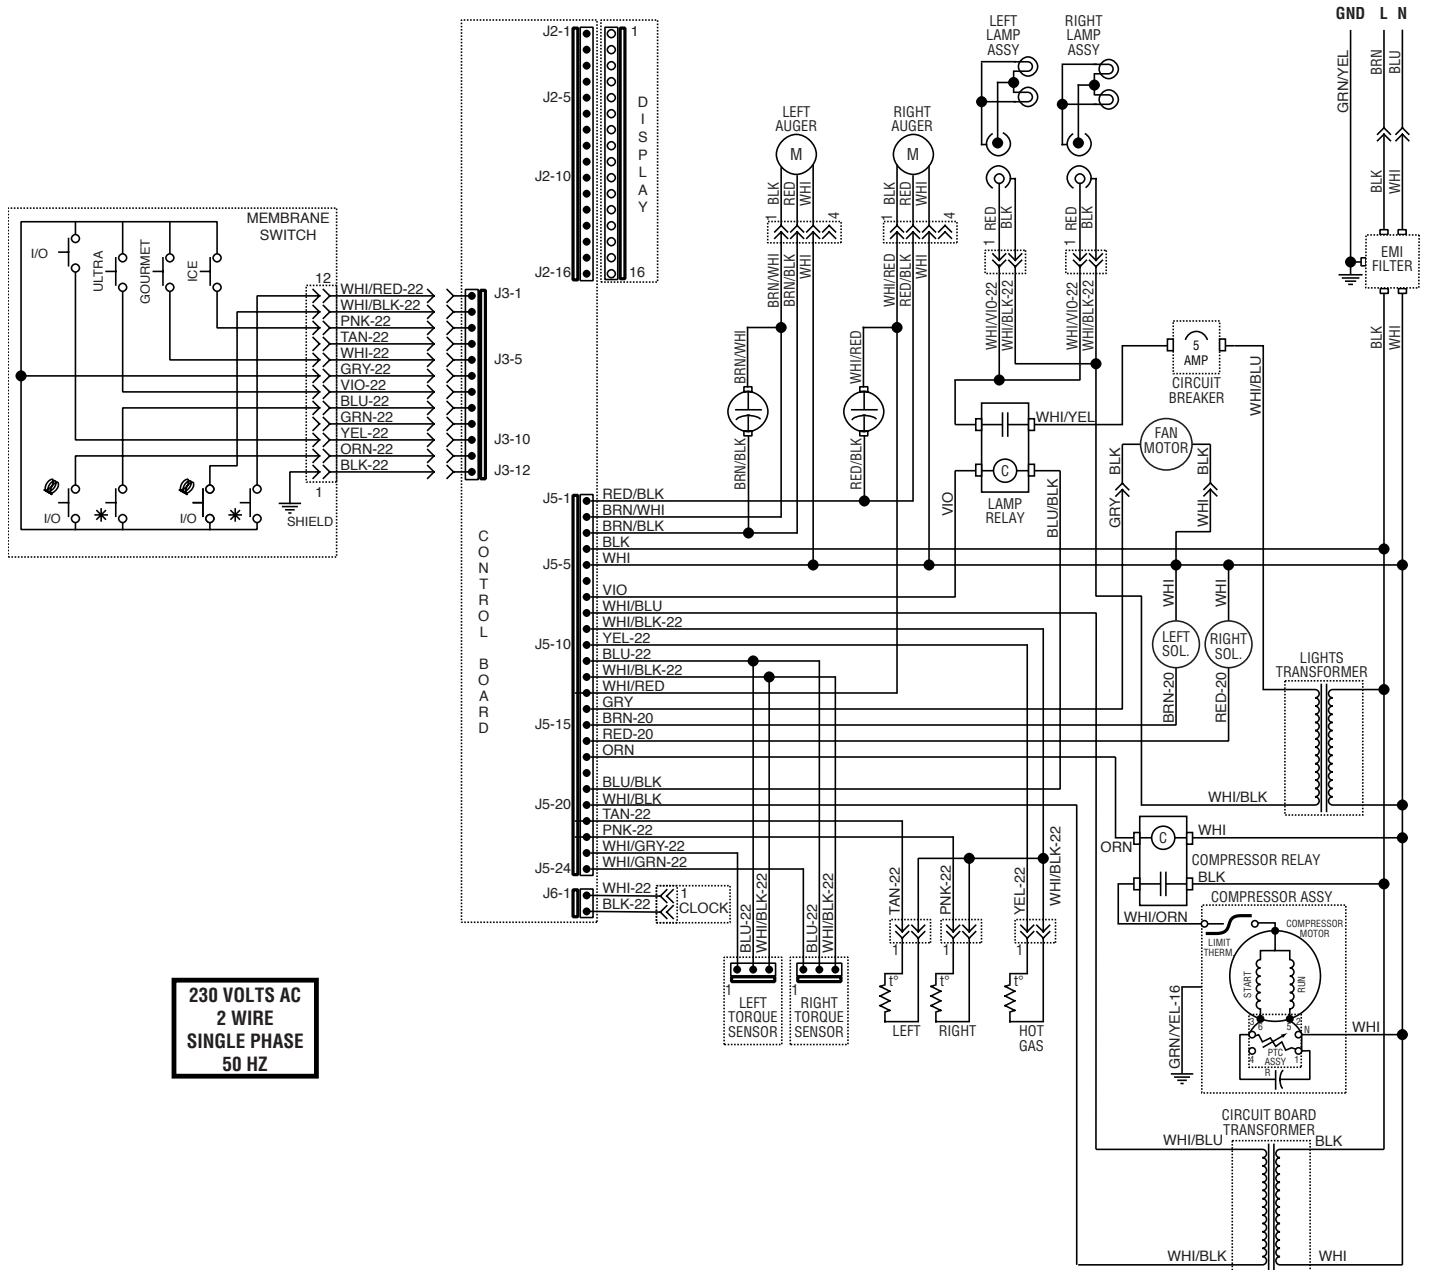 GND L N
LEFT LAMP ASSY
RIGHT LAMP ASSY
GRN/YEL
BRN
BLU
BLK
WHI
EMI FILTER
BLK
WHI
J2-1
J2-5
J2-10
J2-16
1
16
DISPLAY
LEFT AUGER
M
BLK
RED
WHI
1
4
BRN/WHI
BRN/BLK
WHI
BRN/WHI
BRN/BLK
RIGHT AUGER
M
BLK
RED
WHI
1
4
WHI/RED
RED/BLK
WHI
WHI/RED
RED/BLK
1
RED
BLK
WHI/VIO-22
WHI/BLK-22
1
RED
BLK
WHI/VIO-22
WHI/BLK-22
5 AMP
CIRCUIT BREAKER
WHI/BLU
WHI/YEL
C
LAMP RELAY
VIO
BLU/BLK
FAN MOTOR
BLK
BLK
GRY
WHI
MEMBRANE SWITCH
I/O
ULTRA
GOURMET
ICE
12
WHI/RED-22
WHI/BLK-22
PNK-22
TAN-22
WHI-22
GRY-22
VIO-22
BLU-22
GRN-22
YEL-22
ORN-22
BLK-22
1
SHIELD
I/O
I/O
J3-1
J3-5
J3-10
J3-12
CONTROL BOARD
J5-1
J5-5
J5-10
J5-15
J5-20
J5-24
J6-1
RED/BLK
BRN/WHI
BRN/BLK
BLK
WHI
VIO
WHI/BLU
WHI/BLK-22
YEL-22
BLU-22
WHI/BLK-22
WHI/RED
GRY
BRN-20
RED-20
ORN
BLU/BLK
WHI/BLK
TAN-22
PNK-22
WHI/GRY-22
WHI/GRN-22
WHI-22
BLK-22
1
CLOCK
WHI
WHI
LEFT SOL.
RIGHT SOL.
BRN-20
RED-20
LIGHTS TRANSFORMER
WHI/BLK
ORN
C
WHI
COMPRESSOR RELAY
BLK
WHI/ORN
COMPRESSOR ASSY
LIMIT THERM.
COMPRESSOR MOTOR
START
RUN
3
6
5
2
N
PTC ASSY
4
1
R
WHI
GRN/YEL-16
BLU-22
WHI/BLK-22
1
LEFT TORQUE SENSOR
BLU-22
WHI/BLK-22
1
RIGHT TORQUE SENSOR
TAN-22
1
t°
LEFT
PNK-22
1
t°
RIGHT
YEL-22
WHI/BLK-22
1
t°
HOT GAS
230 VOLTS AC
2 WIRE
SINGLE PHASE
50 HZ
CIRCUIT BOARD TRANSFORMER
WHI/BLU
BLK
WHI/BLK
WHI